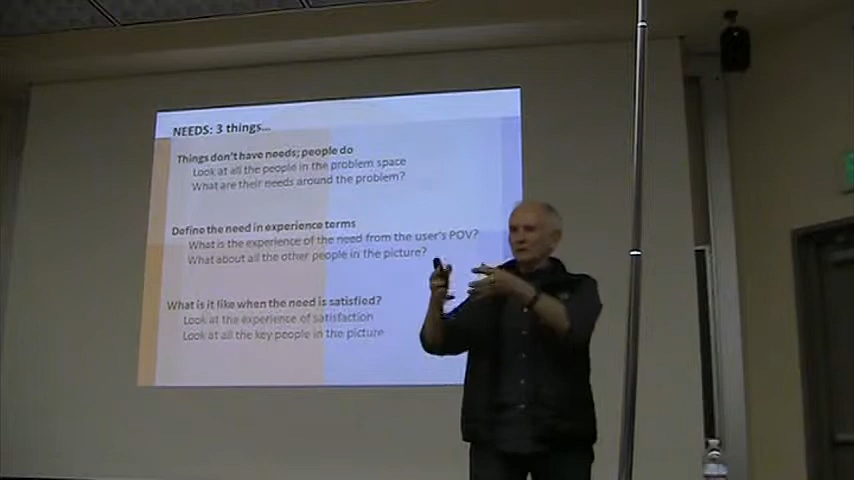 NEEDS: 3 things...
Things don't have needs; people do
Look at all the people in the problem space
What are their needs around the problem?
Define the need in experience terms
What is the experience of the need from the user's POV?
What about all the other people in the picture?
What is it like when the need is satisfied?
Look at the experience of satisfaction
Look at all the key people in the picture